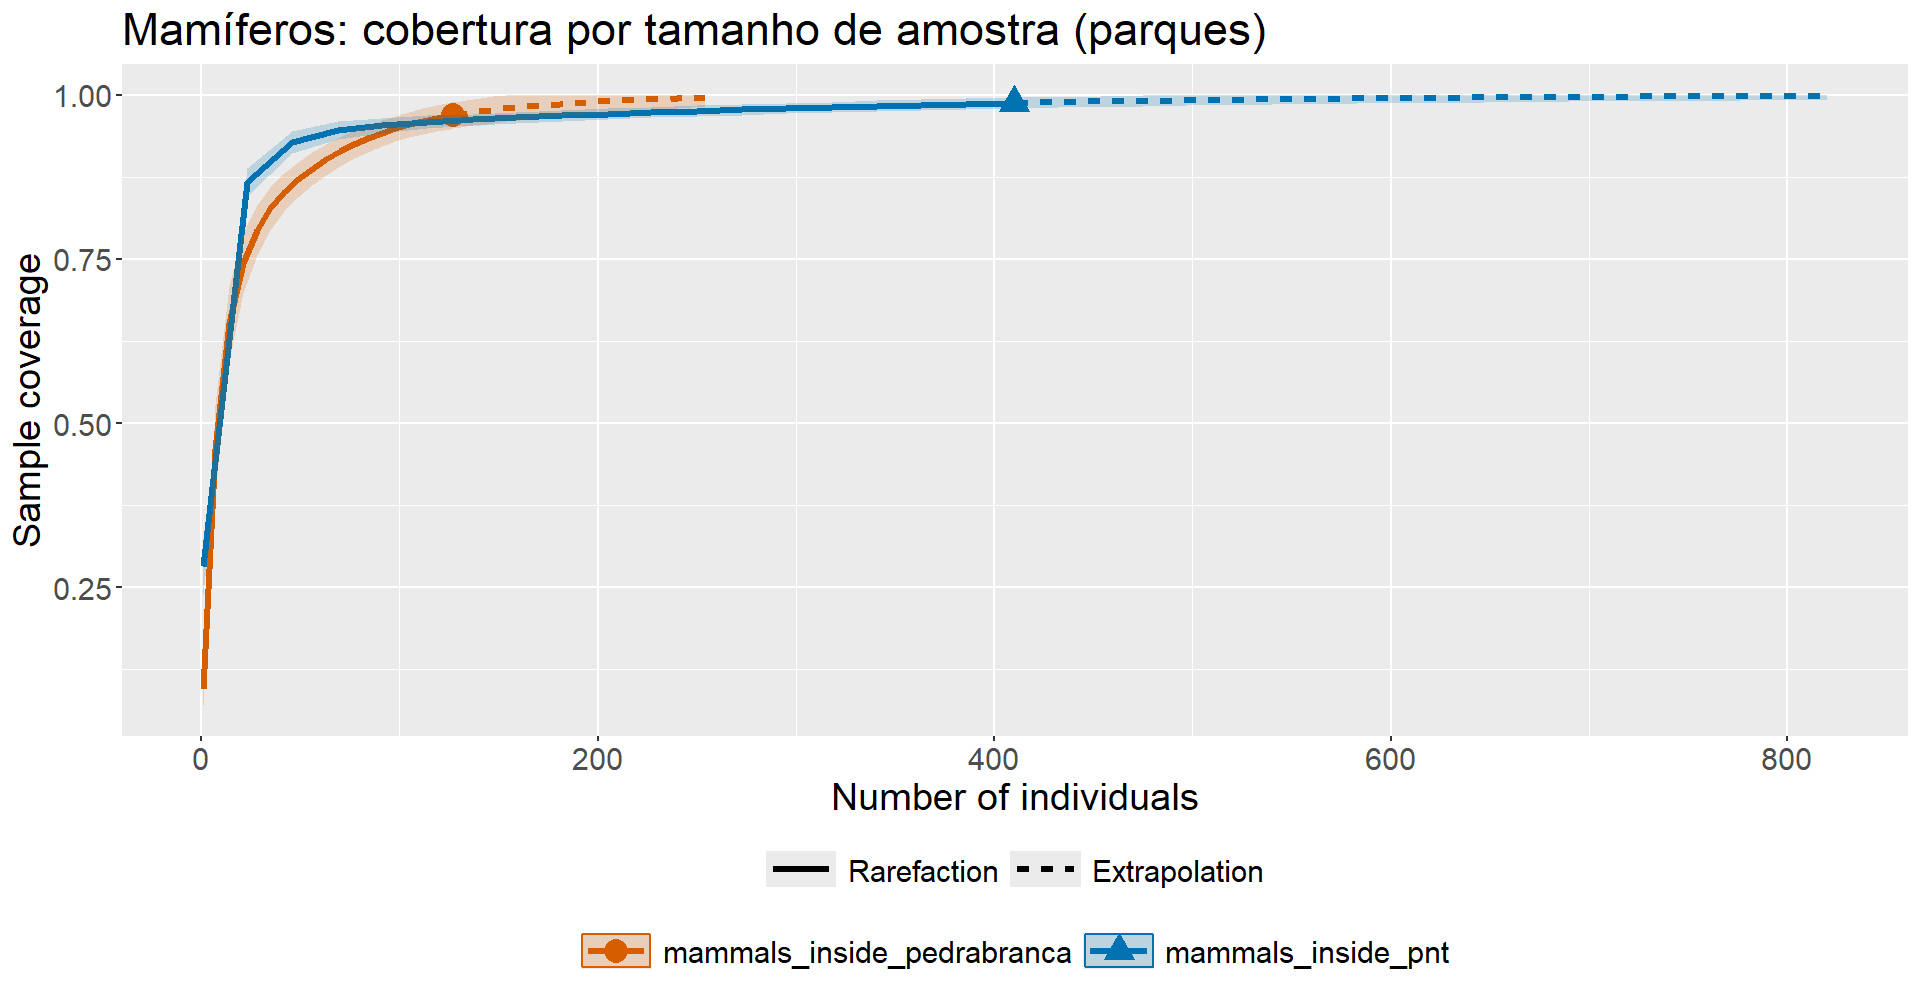 Mamíferos: cobertura por tamanho de amostra (parques)
Sample coverage
1.00
0.75
0.50
0.25
0 200 400 600 800
Number of individuals
Rarefaction Extrapolation
mammals_inside_pedrabranca mammals_inside_pnt